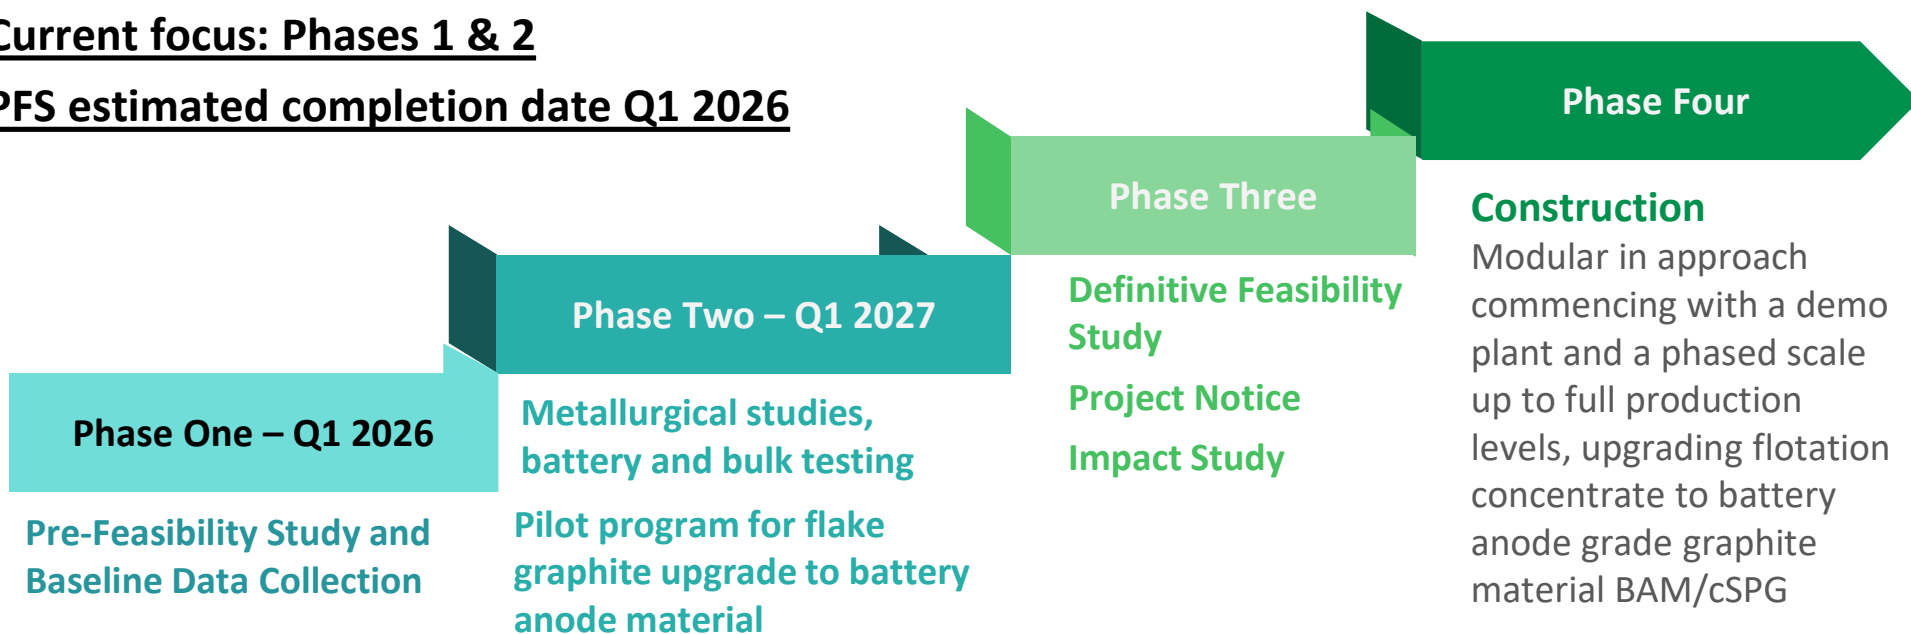 Current focus: Phases 1 & 2
PFS estimated completion date Q1 2026
Phase One – Q1 2026
Pre-Feasibility Study and
Baseline Data Collection
Phase Two – Q1 2027
Metallurgical studies,
battery and bulk testing
Pilot program for flake
graphite upgrade to battery
anode material
Phase Three
Definitive Feasibility
Study
Project Notice
Impact Study
Phase Four
Construction
Modular in approach
commencing with a demo
plant and a phased scale
up to full production
levels, upgrading flotation
concentrate to battery
anode grade graphite
material BAM/cSPG